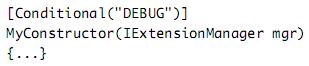 [Conditional("DEBUG")]
MyConstructor(IExtensionManager mgr)
{...}